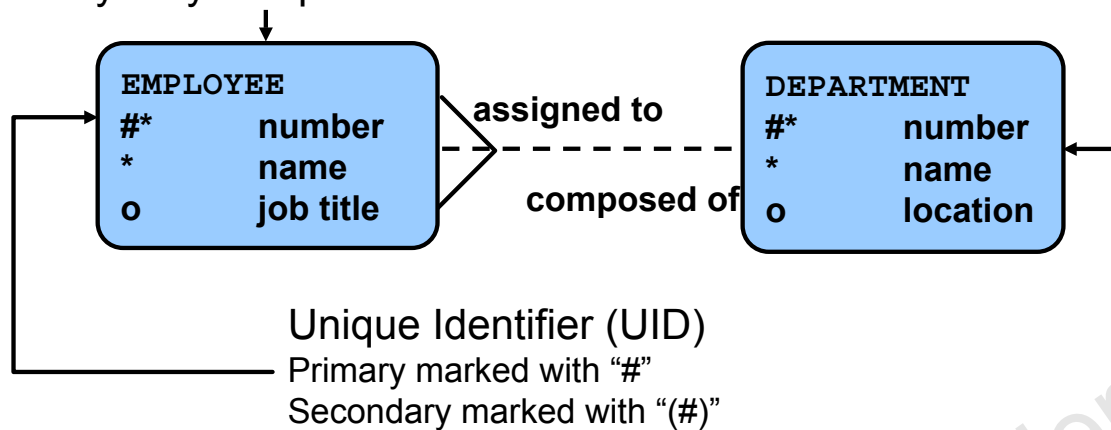 EMPLOYEE
#* number
* name
o job title
assigned to
composed of
DEPARTMENT
#* number
* name
o location
Unique Identifier (UID)
Primary marked with “#”
Secondary marked with “(#)”